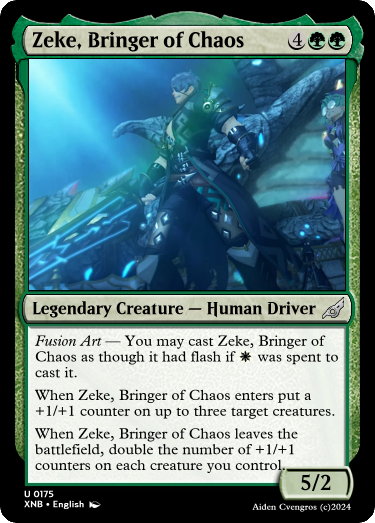 Zeke, Bringer of Chaos 4
Legendary Creature — Human Driver
Fusion Art — You may cast Zeke, Bringer of
Chaos as though it had flash if was spent to
cast it.
When Zeke, Bringer of Chaos enters put a
+1/+1 counter on up to three target creatures.
When Zeke, Bringer of Chaos leaves the
battlefield, double the number of +1/+1
counters on each creature you control.
5/2
U 0175
XNB • English
Aiden Cvengros (c)2024